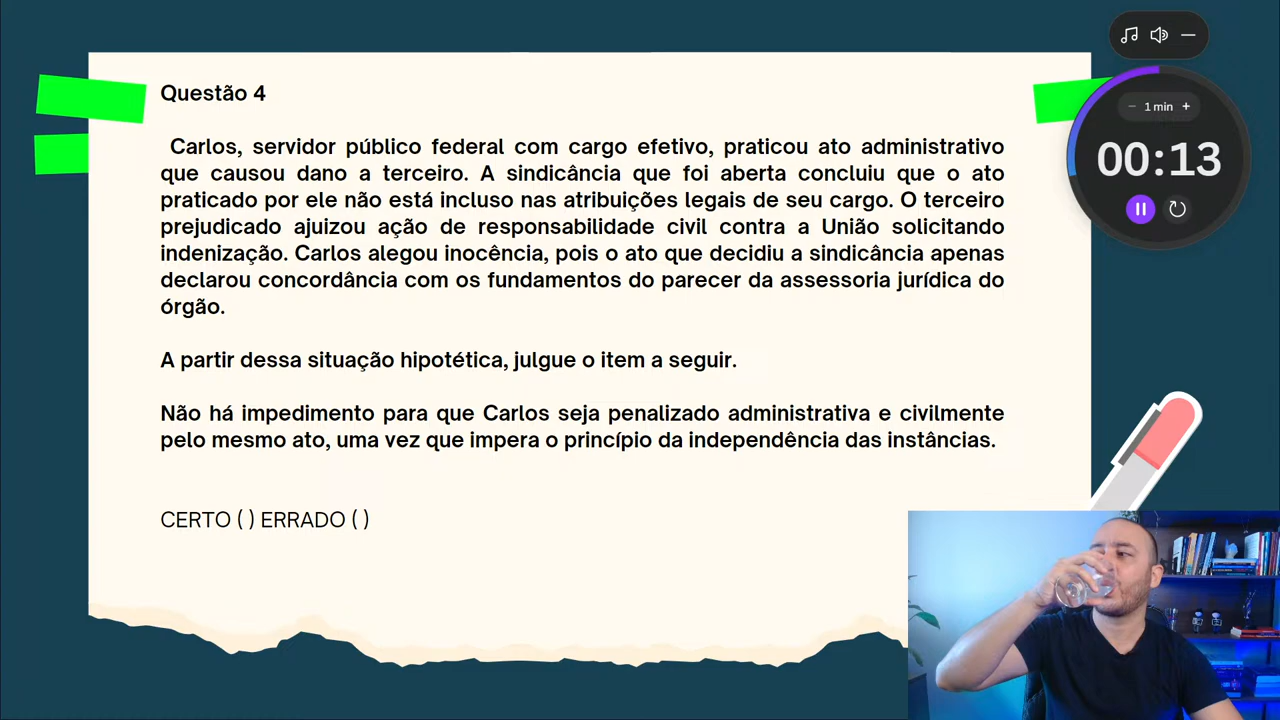 Questão 4
Carlos, servidor público federal com cargo efetivo, praticou ato administrativo
que causou dano a terceiro. A sindicância que foi aberta concluiu que o ato
praticado por ele não está incluso nas atribuições legais de seu cargo. O terceiro
prejudicado ajuizou ação de responsabilidade civil contra a União solicitando
indenização. Carlos alegou inocência, pois o ato que decidiu a sindicância apenas
declarou concordância com os fundamentos do parecer da assessoria jurídica do
órgão.
A partir dessa situação hipotética, julgue o item a seguir.
Não há impedimento para que Carlos seja penalizado administrativa e civilmente
pelo mesmo ato, uma vez que impera o princípio da independência das instâncias.
CERTO ( ) ERRADO ( )
− 1 min +
00:13